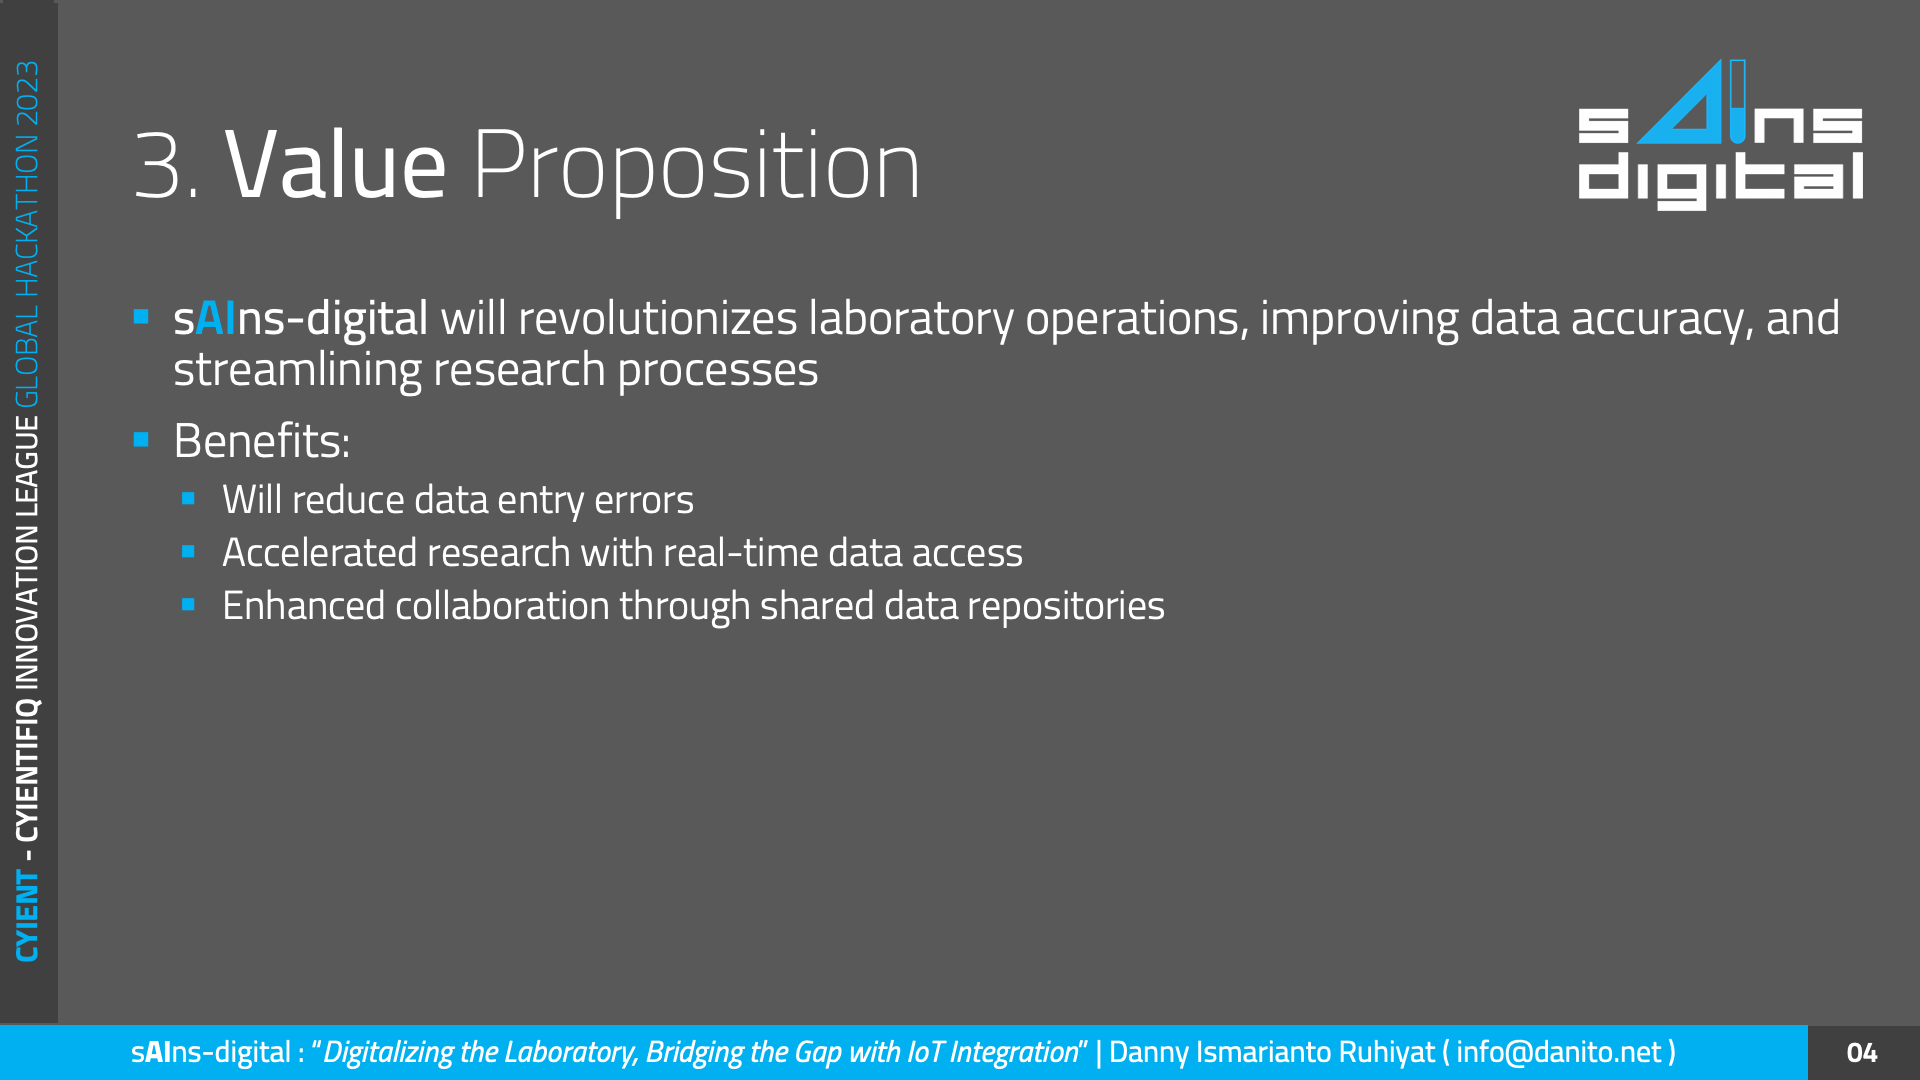 CYIENT - CYIENTIFIQ INNOVATION LEAGUE GLOBAL HACKATHON 2023
3. Value Proposition
sAIns
digital
sAIns-digital will revolutionizes laboratory operations, improving data accuracy, and
streamlining research processes
Benefits:
Will reduce data entry errors
Accelerated research with real-time data access
Enhanced collaboration through shared data repositories
sAIns-digital : "Digitalizing the Laboratory, Bridging the Gap with IoT Integration" | Danny Ismarianto Ruhiyat ( info@danito.net )
04